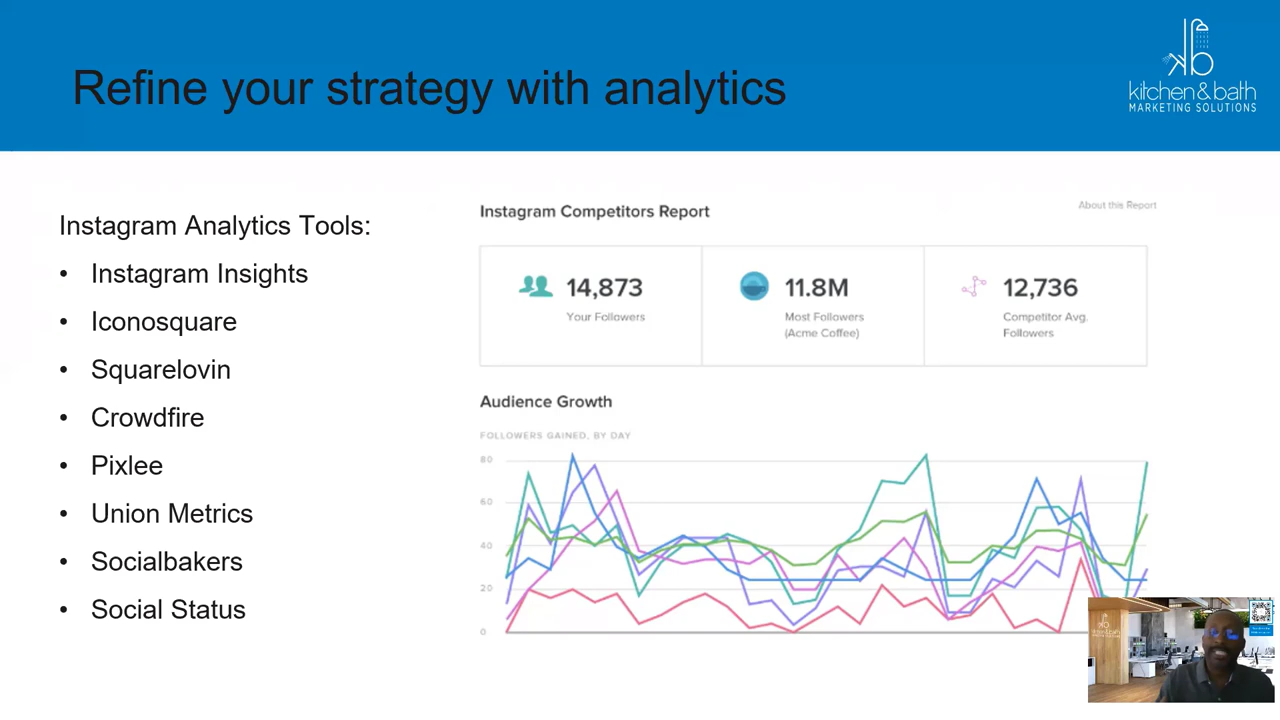 Refine your strategy with analytics
kitchen & bath
MARKETING SOLUTIONS
Instagram Analytics Tools:
• Instagram Insights
• Iconosquare
• Squarelovin
• Crowdfire
• Pixlee
• Union Metrics
• Socialbakers
• Social Status
Instagram Competitors Report
About this Report
14,873
Your Followers
11.8M
Most Followers
(Acme Coffee)
12,736
Competitor Avg.
Followers
Audience Growth
FOLLOWERS GAINED, BY DAY
80
60
40
20
0